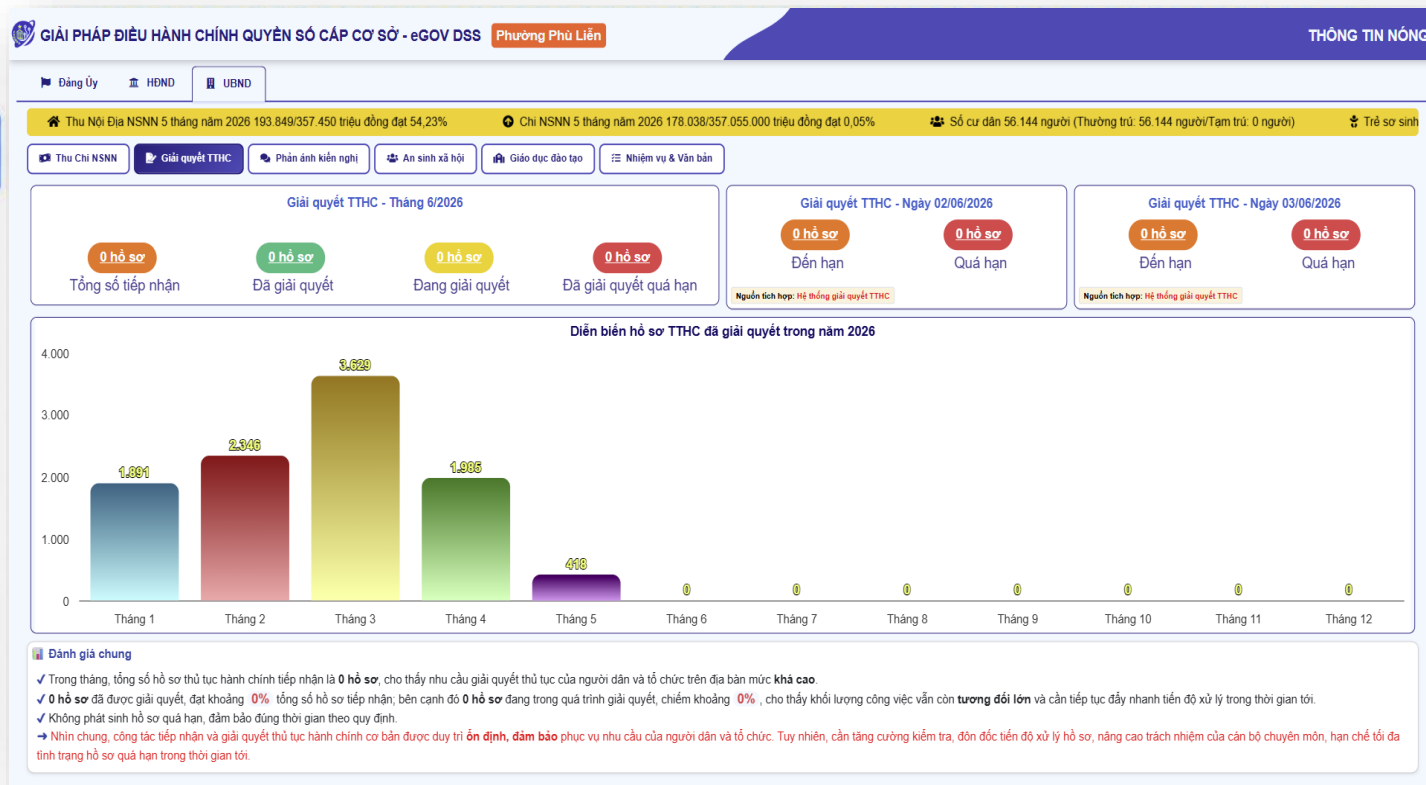 GIẢI PHÁP ĐIỀU HÀNH CHÍNH QUYỀN SỐ CẤP CƠ SỞ - eGOV DSS Phường Phù Liễn
THÔNG TIN NÓNG
Đảng Ủy HĐND UBND
Thu Nội Địa NSNN 5 tháng năm 2026 193.849/357.450 triệu đồng đạt 54,23% Chi NSNN 5 tháng năm 2026 178.038/357.055.000 triệu đồng đạt 0,05% Số cư dân 56.144 người (Thường trú: 56.144 người/Tạm trú: 0 người) Trẻ sơ sinh
Thu Chi NSNN Giải quyết TTHC Phản ánh kiến nghị An sinh xã hội Giáo dục đào tạo Nhiệm vụ & Văn bản
Giải quyết TTHC - Tháng 6/2026
0 hồ sơ 0 hồ sơ 0 hồ sơ 0 hồ sơ
Tổng số tiếp nhận Đã giải quyết Đang giải quyết Đã giải quyết quá hạn
Giải quyết TTHC - Ngày 02/06/2026
0 hồ sơ 0 hồ sơ
Đến hạn Quá hạn
Nguồn tích hợp: Hệ thống giải quyết TTHC
Giải quyết TTHC - Ngày 03/06/2026
0 hồ sơ 0 hồ sơ
Đến hạn Quá hạn
Nguồn tích hợp: Hệ thống giải quyết TTHC
Diễn biến hồ sơ TTHC đã giải quyết trong năm 2026
4.000
3.000
2.000
1.000
0
1.891 2.346 3.629 1.985 418 0 0 0 0 0 0 0
Tháng 1 Tháng 2 Tháng 3 Tháng 4 Tháng 5 Tháng 6 Tháng 7 Tháng 8 Tháng 9 Tháng 10 Tháng 11 Tháng 12
Đánh giá chung
✓ Trong tháng, tổng số hồ sơ thủ tục hành chính tiếp nhận là 0 hồ sơ, cho thấy nhu cầu giải quyết thủ tục của người dân và tổ chức trên địa bàn mức khá cao.
✓ 0 hồ sơ đã được giải quyết, đạt khoảng 0% tổng số hồ sơ tiếp nhận; bên cạnh đó 0 hồ sơ đang trong quá trình giải quyết, chiếm khoảng 0% , cho thấy khối lượng công việc vẫn còn tương đối lớn và cần tiếp tục đẩy nhanh tiến độ xử lý trong thời gian tới.
✓ Không phát sinh hồ sơ quá hạn, đảm bảo đúng thời gian theo quy định.
➜ Nhìn chung, công tác tiếp nhận và giải quyết thủ tục hành chính cơ bản được duy trì ổn định, đảm bảo phục vụ nhu cầu của người dân và tổ chức. Tuy nhiên, cần tăng cường kiểm tra, đôn đốc tiến độ xử lý hồ sơ, nâng cao trách nhiệm của cán bộ chuyên môn, hạn chế tối đa
tình trạng hồ sơ quá hạn trong thời gian tới.